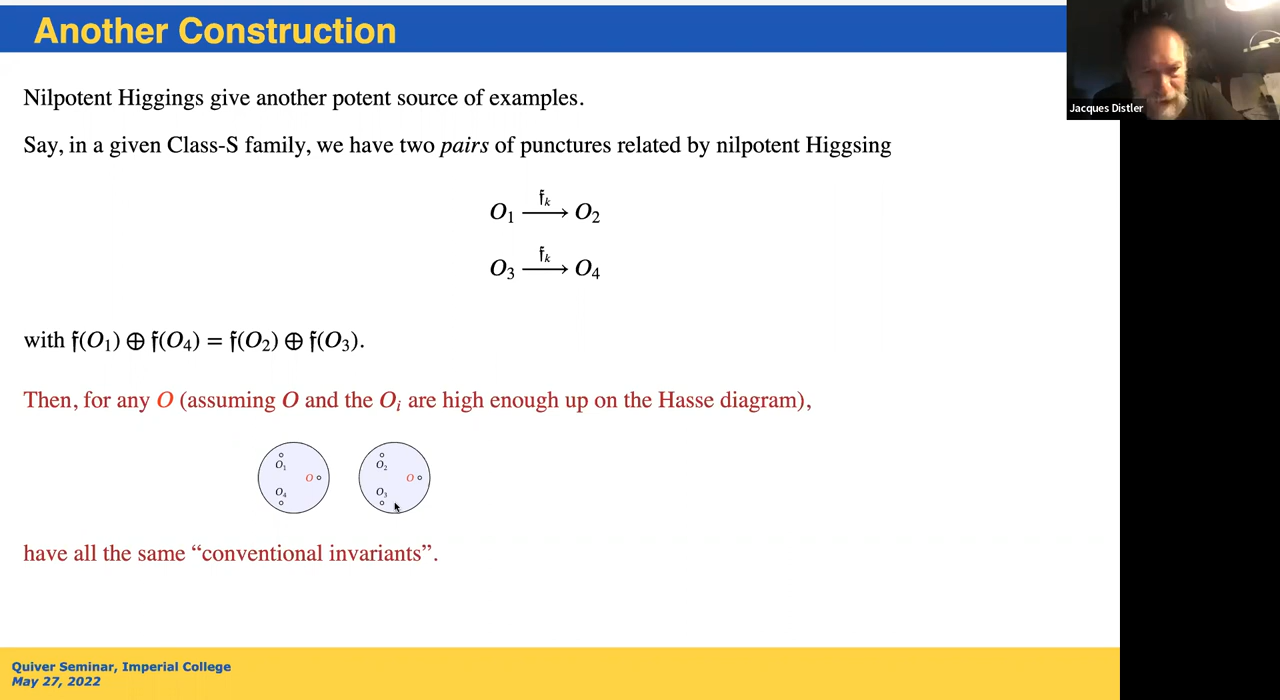 Another Construction
Jacques Distler
Nilpotent Higgings give another potent source of examples.
Say, in a given Class-S family, we have two pairs of punctures related by nilpotent Higgsing
𝔣ₖ
O₁ ⟶ O₂
𝔣ₖ
O₃ ⟶ O₄
with 𝔣(O₁) ⊕ 𝔣(O₄) = 𝔣(O₂) ⊕ 𝔣(O₃).
Then, for any O (assuming O and the Oᵢ are high enough up on the Hasse diagram),
O₁ O₂
O O
O₄ O₃
have all the same “conventional invariants”.
Quiver Seminar, Imperial College
May 27, 2022